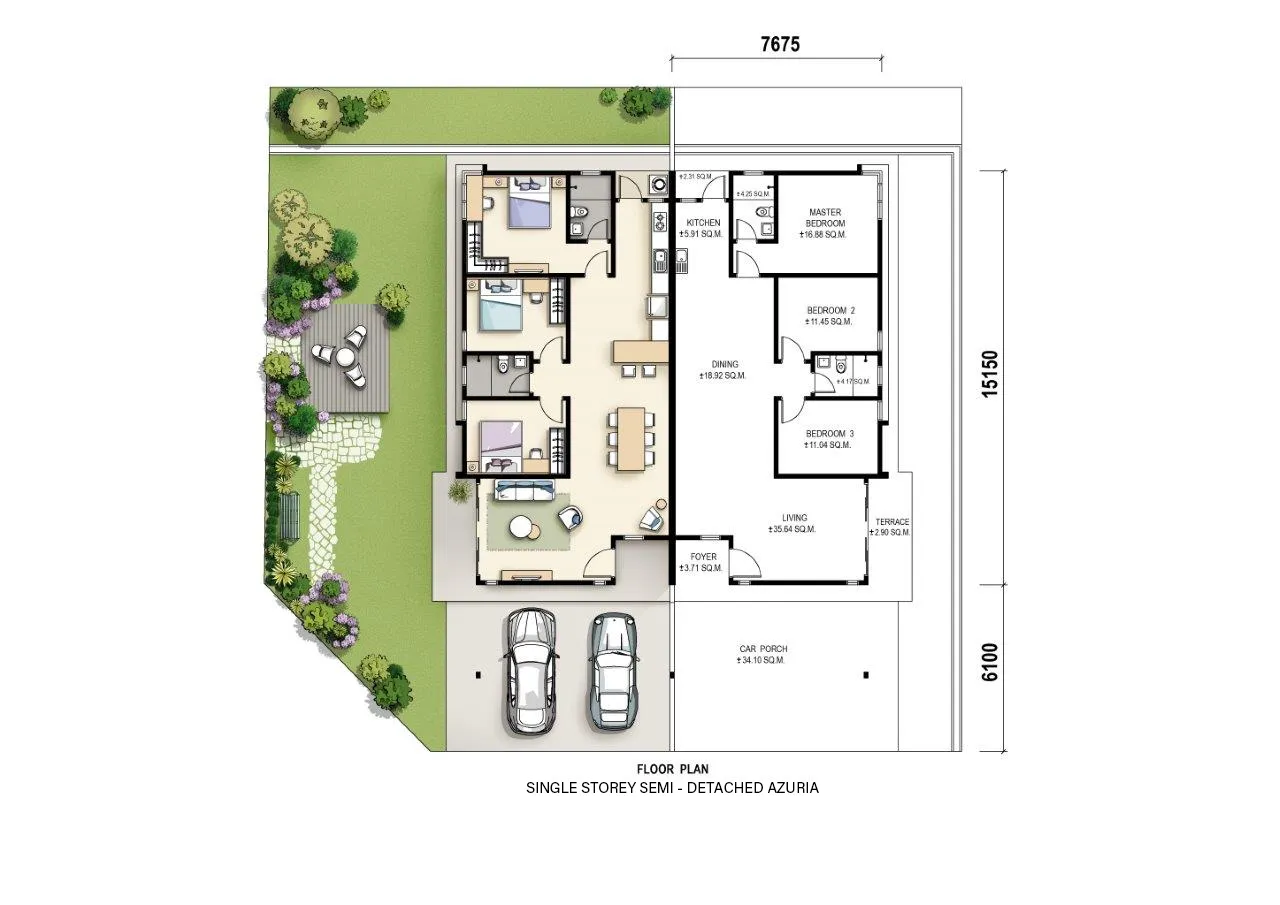 7675
±2.31 SQ.M.
±4.25 SQ.M.
MASTER
BEDROOM
±16.88 SQ.M.
KITCHEN
±5.91 SQ.M.
BEDROOM 2
±11.45 SQ.M.
DINING
±18.92 SQ.M.
±4.17 SQ.M.
BEDROOM 3
±11.04 SQ.M.
15150
LIVING
±35.64 SQ.M.
TERRACE
±2.90 SQ.M.
FOYER
±3.71 SQ.M.
CAR PORCH
±34.10 SQ.M.
6100
FLOOR PLAN
SINGLE STOREY SEMI - DETACHED AZURIA